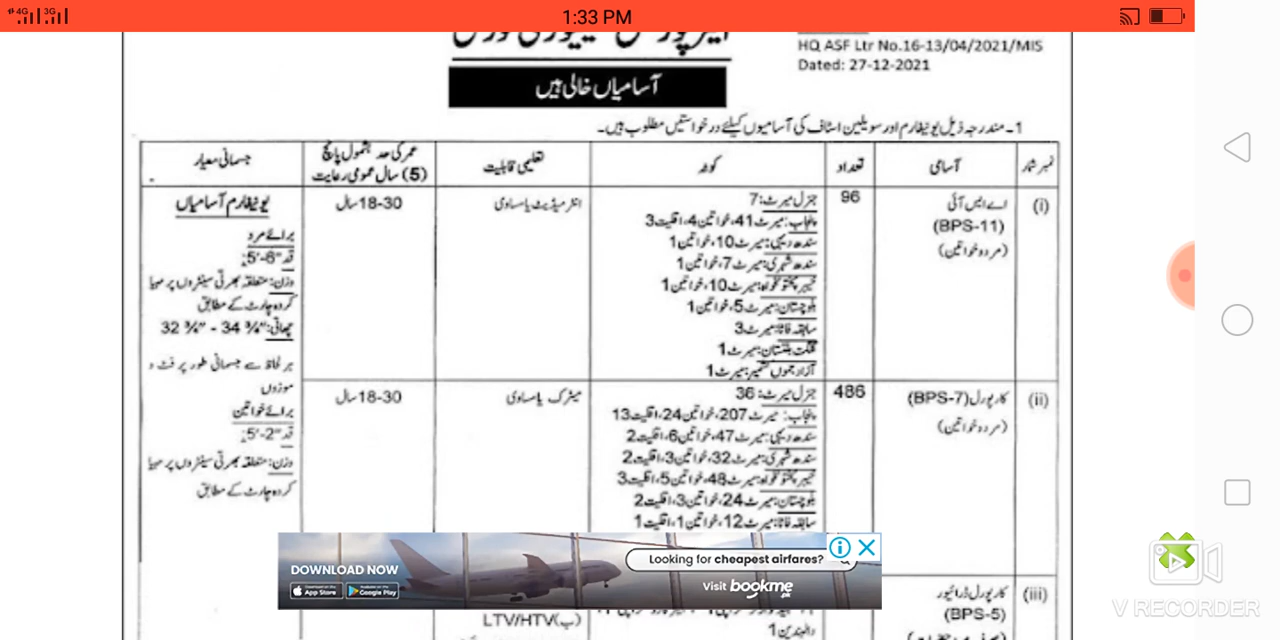 4G 3G
1:33 PM
HQ ASF Ltr No.16-13/04/2021/MIS
Dated: 27-12-2021
آسامیاں خالی ہیں
1۔ مندرجہ ذیل یونیفارم اور سویلین اسٹاف کی آسامیوں کیلئے درخواستیں مطلوب ہیں۔
نمبر شمار
آسامی
تعداد
کوٹہ
تعلیمی قابلیت
عمر کی حد بشمول پانچ
(5) سال عمومی رعایت
جسمانی معیار
(i)
اے ایس آئی
(BPS-11)
(مرد و خواتین)
96
جنرل میرٹ: 7
پنجاب: میرٹ 41، خواتین 4، اقلیت 3
سندھ دیہی: میرٹ 10، خواتین 1
سندھ شہری: میرٹ 7، خواتین 1
خیبر پختونخواہ: میرٹ 10، خواتین 1
بلوچستان: میرٹ 5، خواتین 1
سابقہ فاٹا: میرٹ 3
گلگت بلتستان: میرٹ 1
آزاد جموں کشمیر: میرٹ 1
انٹرمیڈیٹ یا مساوی
18-30 سال
یونیفارم آسامیاں
برائے مرد
قد "6-'5:
وزن: متعلقہ بھرتی سینٹروں پر مہیا
کردہ چارٹ کے مطابق
چھاتی: 32 ¾" - 34 ¾"
ہر لحاظ سے جسمانی طور پر فٹ و
موزوں
برائے خواتین
قد "2-'5:
وزن: متعلقہ بھرتی سینٹروں پر مہیا
کردہ چارٹ کے مطابق
(ii)
کارپورل (BPS-7)
(مرد و خواتین)
486
جنرل میرٹ: 36
پنجاب: میرٹ 207، خواتین 24، اقلیت 13
سندھ دیہی: میرٹ 47، خواتین 6، اقلیت 2
سندھ شہری: میرٹ 32، خواتین 3، اقلیت 2
خیبر پختونخواہ: میرٹ 48، خواتین 5، اقلیت 3
بلوچستان: میرٹ 24، خواتین 3، اقلیت 2
سابقہ فاٹا: میرٹ 12، خواتین 1، اقلیت 1
میٹرک یا مساوی
18-30 سال
(iii)
کارپورل ڈرائیور
(BPS-5)
دالبندین 1
(ب) LTV/HTV
DOWNLOAD NOW
App Store
Google Play
Looking for cheapest airfares?
Visit bookme
V RECORDER